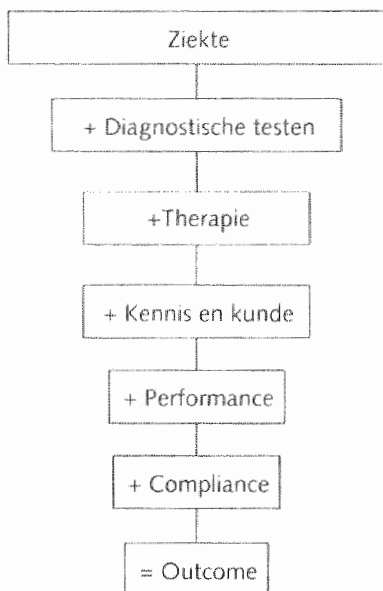 Ziekte
+ Diagnostische testen
+Therapie
+ Kennis en kunde
+ Performance
+ Compliance
= Outcome